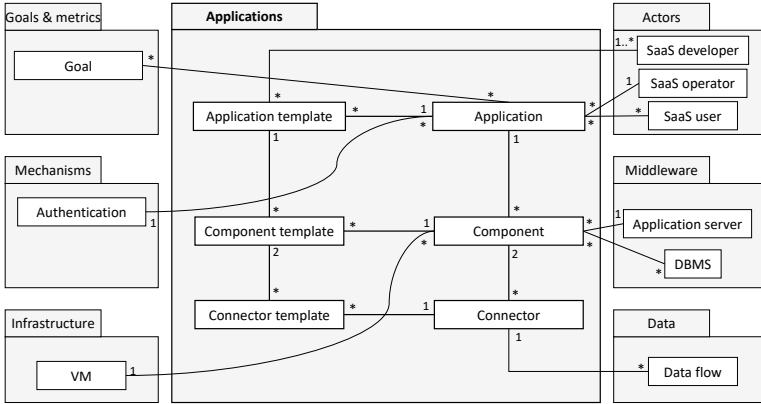 Goals & metrics
Applications
Actors
Goal
*
1..*
SaaS developer
1
SaaS operator
*
*
*
1
*
*
SaaS user
Application template
*
1
*
Application
*
1
1
Mechanisms
Middleware
Authentication
1
*
*
*
1
Application server
Component template
*
1
*
Component
*
2
2
*
DBMS
Infrastructure
*
*
Data
Connector template
*
1
Connector
1
VM
1
*
Data flow